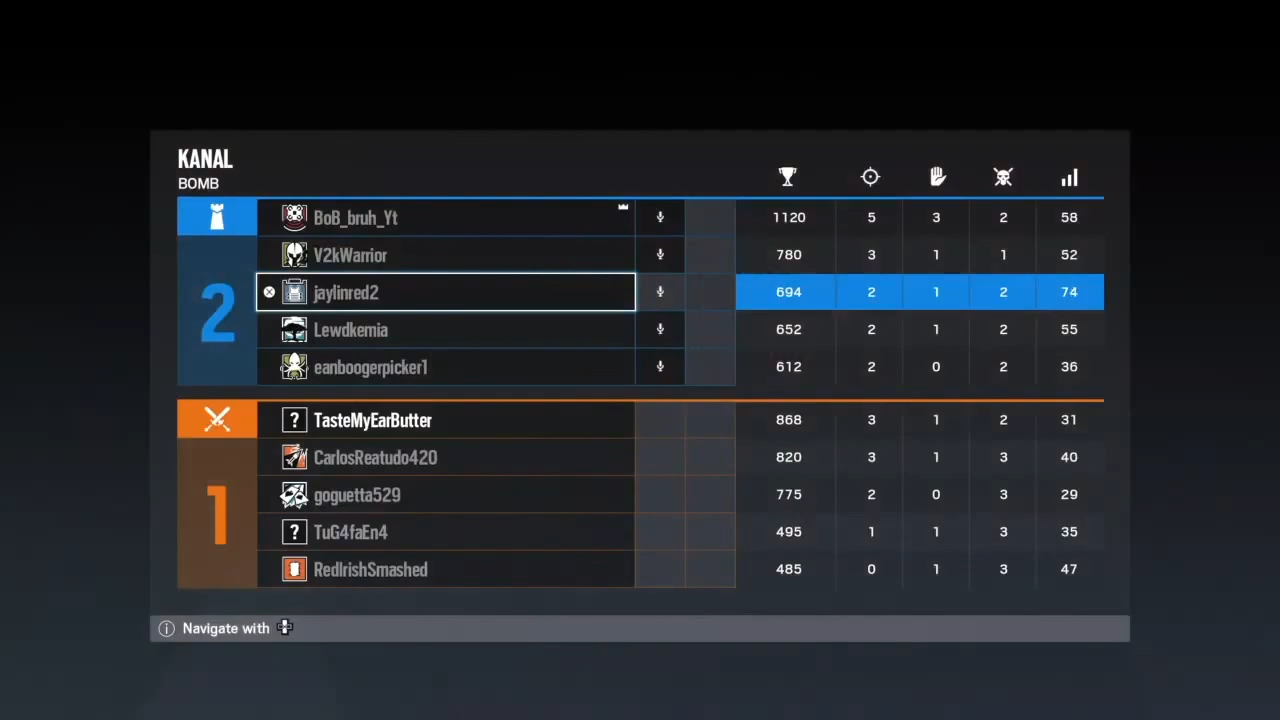 KANAL
BOMB
BoB_bruh_Yt 1120 5 3 2 58
V2kWarrior 780 3 1 1 52
2
jaylinred2 694 2 1 2 74
Lewdkemia 652 2 1 2 55
eanboogerpicker1 612 2 0 2 36
? TasteMyEarButter 868 3 1 2 31
CarlosReatudo420 820 3 1 3 40
1
goguetta529 775 2 0 3 29
? TuG4faEn4 495 1 1 3 35
RedIrishSmashed 485 0 1 3 47
Navigate with